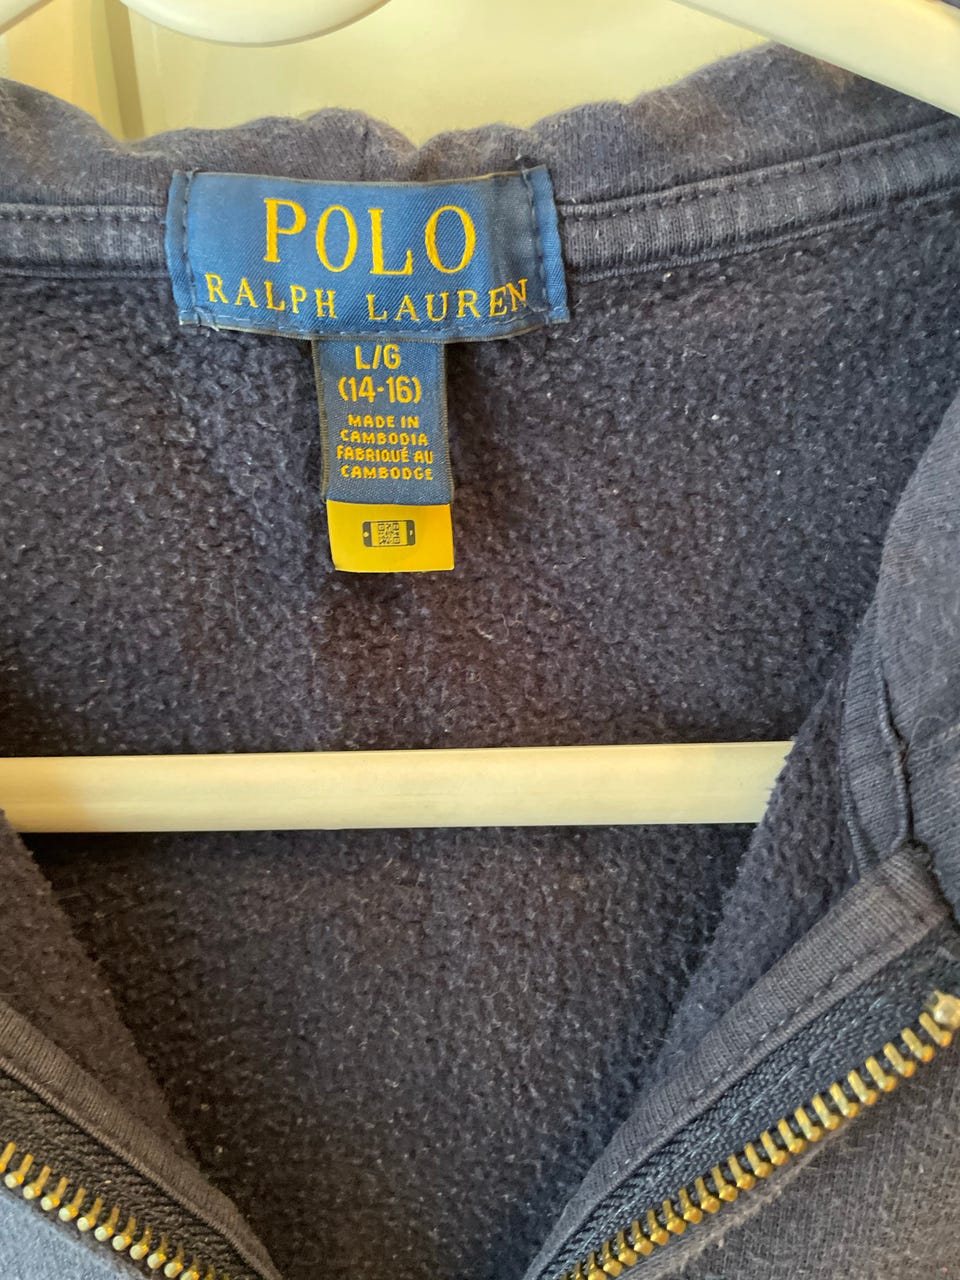 POLO
RALPH LAUREN
L/G
(14-16)
MADE IN
CAMBODIA
FABRIQUÉ AU
CAMBODGE